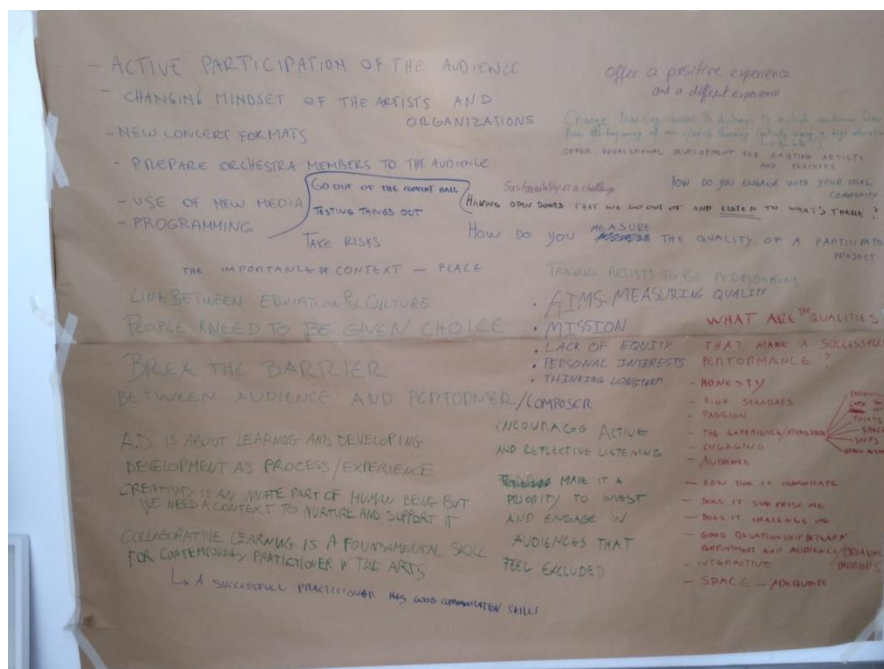 - ACTIVE PARTICIPATION OF THE AUDIENCE
- CHANGING MINDSET OF THE ARTISTS AND
ORGANIZATIONS
- NEW CONCERT FORMATS
- PREPARE ORCHESTRA MEMBERS TO THE AUDIENCE
- USE OF NEW MEDIA
- PROGRAMMING
GO OUT OF THE CONCERT HALL
TESTING THINGS OUT
TAKE RISKS
offer a positive experience
and a different experience
OFFER PROFESSIONAL DEVELOPMENT FOR EXISTING ARTISTS
AND TEACHERS
Sustainability as a challenge
HOW DO YOU ENGAGE WITH YOUR LOCAL
COMMUNITY
HAVING OPEN DOORS THAT WE GO OUT OF AND LISTEN TO WHAT'S THERE?
HOW DO YOU MEASURE THE QUALITY OF A PARTICIPATO
PROJECT
THE IMPORTANCE OF CONTEXT - PLACE
TRAINING ARTISTS TO BE
LINK BETWEEN EDUCATION & CULTURE
PEOPLE NEED TO BE GIVEN CHOICE
BREK THE BARRIER
BETWEEN AUDIENCE AND PERFORMER/COMPOSER
• AIMS: MEASURING QUALITY
• MISSION
• LACK OF EQUITY
• PERSONAL INTERESTS
• THINKING LONGTERM
WHAT ARE THE QUALITIES
THAT MAKE A SUCCESSFUL
PERFORMANCE?
- HONESTY
- HIGH STANDARDS
- PASSION
- THE EXPERIENCE/
- ENGAGING
- AUDIENCE
- HOW DOES IT COMMUNICATE
- DOES IT SURPRISE ME
- DOES IT CHALLENGE ME
- GOOD RELATIONSHIP BETWEEN
AND AUDIENCE/
- INTERACTIVE
- SPACE - ADEQUATE
A.D IS ABOUT LEARNING AND DEVELOPING
DEVELOPMENT AS PROCESS/EXPERIENCE
CREATIVITY IS AN INNATE PART OF HUMAN BEING BUT
WE NEED A CONTEXT TO NURTURE AND SUPPORT IT
COLLABORATIVE LEARNING IS A FOUNDAMENTAL SKILL
FOR CONTEMPORARY PRATICTIONER IN THE ARTS
↳ A SUCCESSFULL PRACTICIONER HAS GOOD COMMUNICATION SKILLS
ENCOURAGE ACTIVE
AND REFLECTIVE LISTENING
MAKE IT A
PRIORITY TO INVEST
AND ENGAGE IN
AUDIENCES THAT
FEEL EXCLUDED